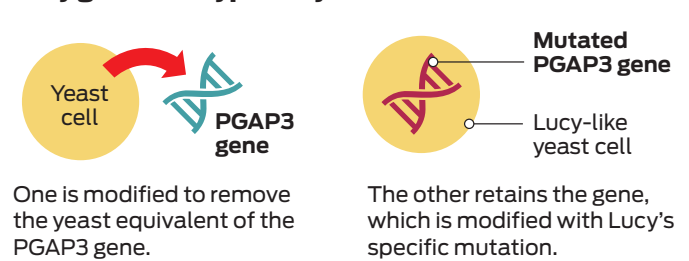 Yeast
cell
PGAP3
gene
One is modified to remove
the yeast equivalent of the
PGAP3 gene.
Mutated
PGAP3 gene
Lucy-like
yeast cell
The other retains the gene,
which is modified with Lucy’s
specific mutation.